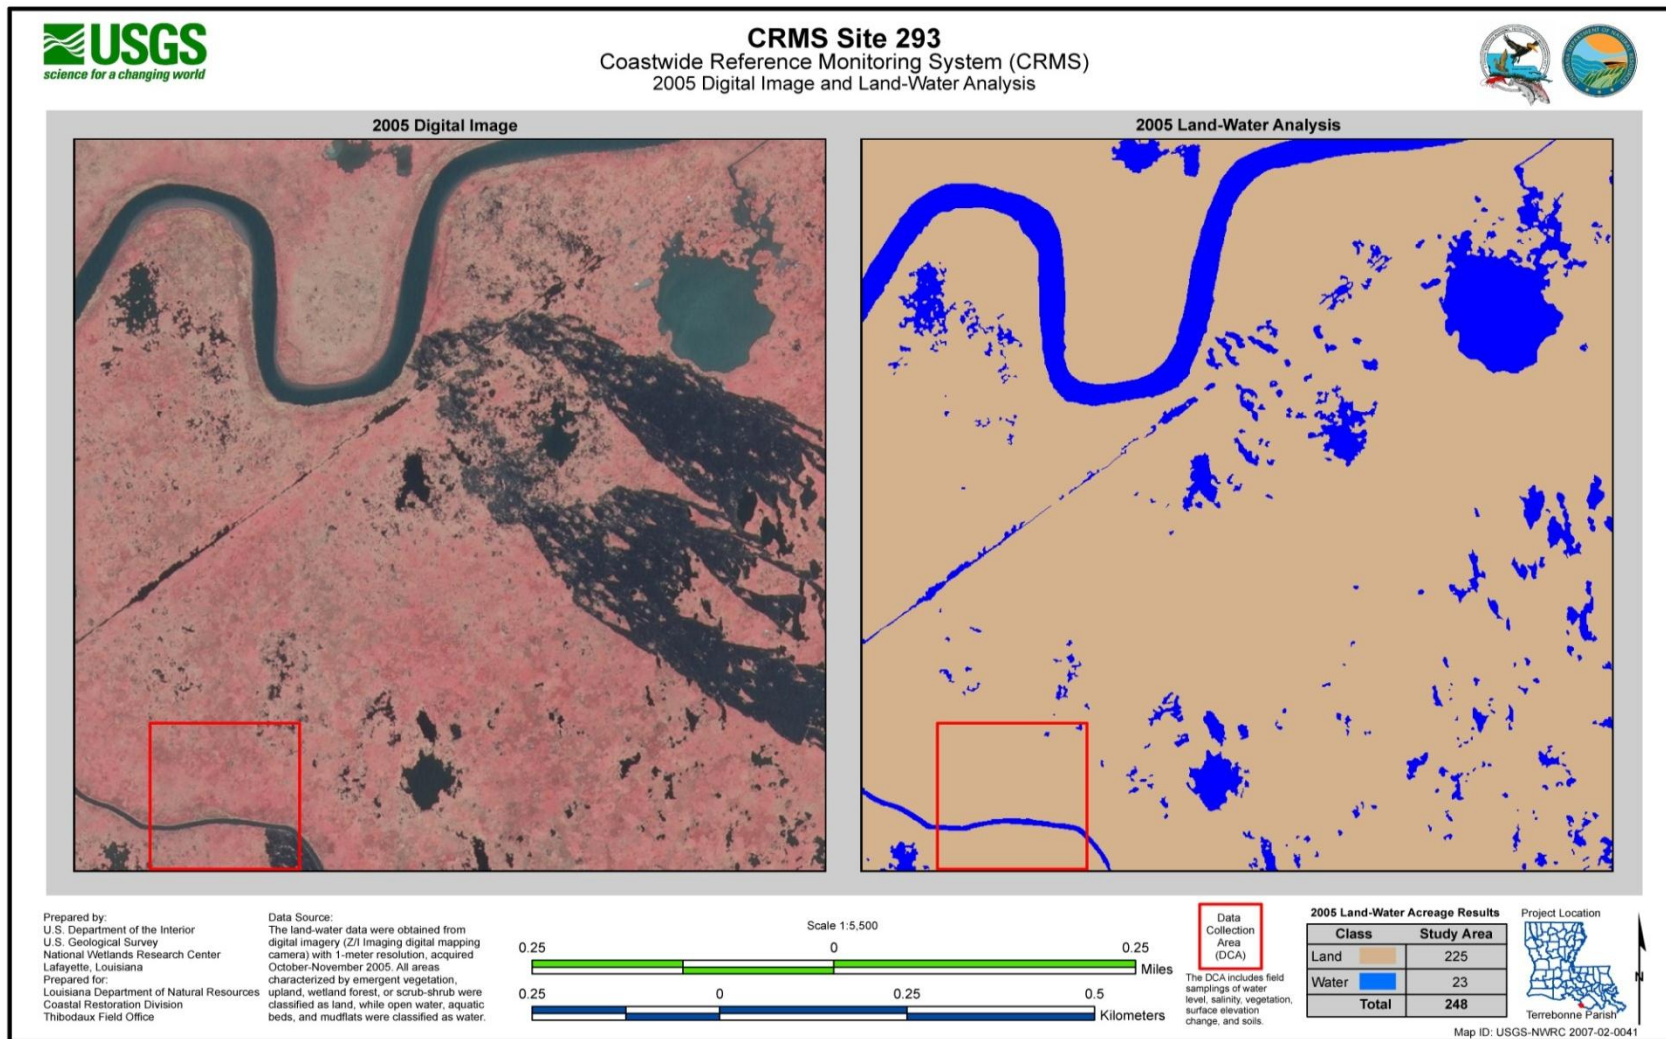 USGS
science for a changing world
CRMS Site 293
Coastwide Reference Monitoring System (CRMS)
2005 Digital Image and Land-Water Analysis
2005 Digital Image
2005 Land-Water Analysis
Prepared by:
U.S. Department of the Interior
U.S. Geological Survey
National Wetlands Research Center
Lafayette, Louisiana
Prepared for:
Louisiana Department of Natural Resources
Coastal Restoration Division
Thibodaux Field Office
Data Source:
The land-water data were obtained from
digital imagery (Z/I Imaging digital mapping
camera) with 1-meter resolution, acquired
October-November 2005. All areas
characterized by emergent vegetation,
upland, wetland forest, or scrub-shrub were
classified as land, while open water, aquatic
beds, and mudflats were classified as water.
Scale 1:5,500
0.25 0 0.25
Miles
0.25 0 0.25 0.5
Kilometers
Data
Collection
Area
(DCA)
The DCA includes field
samplings of water
level, salinity, vegetation,
surface elevation
change, and soils.
2005 Land-Water Acreage Results
Class Study Area
Land 225
Water 23
Total 248
Project Location
Terrebonne Parish
N
Map ID: USGS-NWRC 2007-02-0041